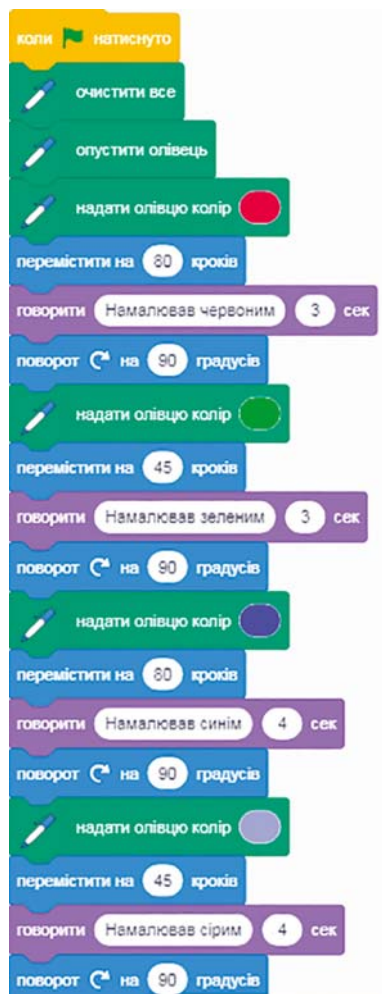 коли натиснуто
очистити все
опустити олівець
надати олівцю колір
перемістити на 80 кроків
говорити Намалював червоним 3 сек
поворот на 90 градусів
надати олівцю колір
перемістити на 45 кроків
говорити Намалював зеленим 3 сек
поворот на 90 градусів
надати олівцю колір
перемістити на 80 кроків
говорити Намалював синім 4 сек
поворот на 90 градусів
надати олівцю колір
перемістити на 45 кроків
говорити Намалював сірим 4 сек
поворот на 90 градусів